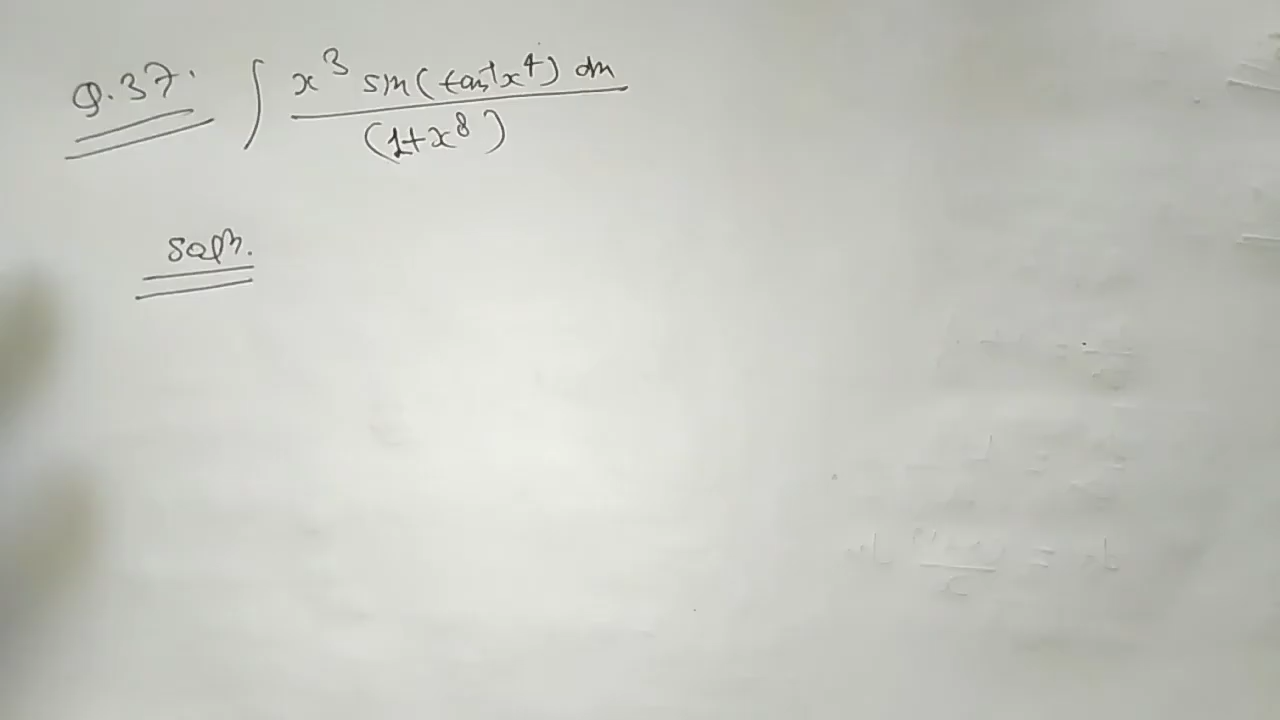 Q.37. ∫ x³ sin(tan⁻¹x⁴) dx
(1+x⁸)
Soln.